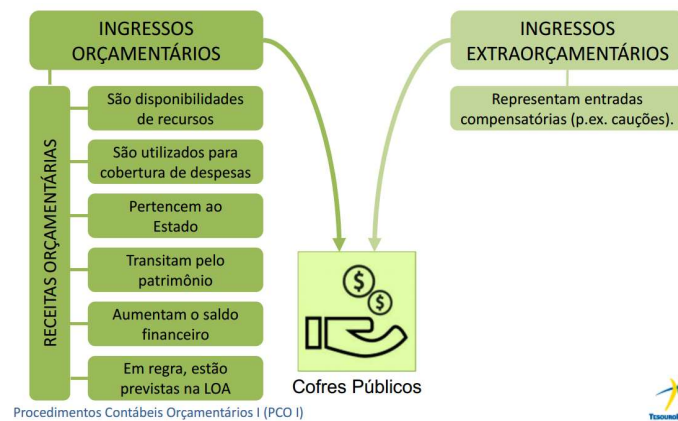 INGRESSOS
ORÇAMENTÁRIOS
INGRESSOS
EXTRAORÇAMENTÁRIOS
RECEITAS ORÇAMENTÁRIAS
São disponibilidades
de recursos
São utilizados para
cobertura de despesas
Pertencem ao
Estado
Transitam pelo
patrimônio
Aumentam o saldo
financeiro
Em regra, estão
previstas na LOA
Representam entradas
compensatórias (p.ex. cauções).
$
$
Cofres Públicos
Procedimentos Contábeis Orçamentários I (PCO I)